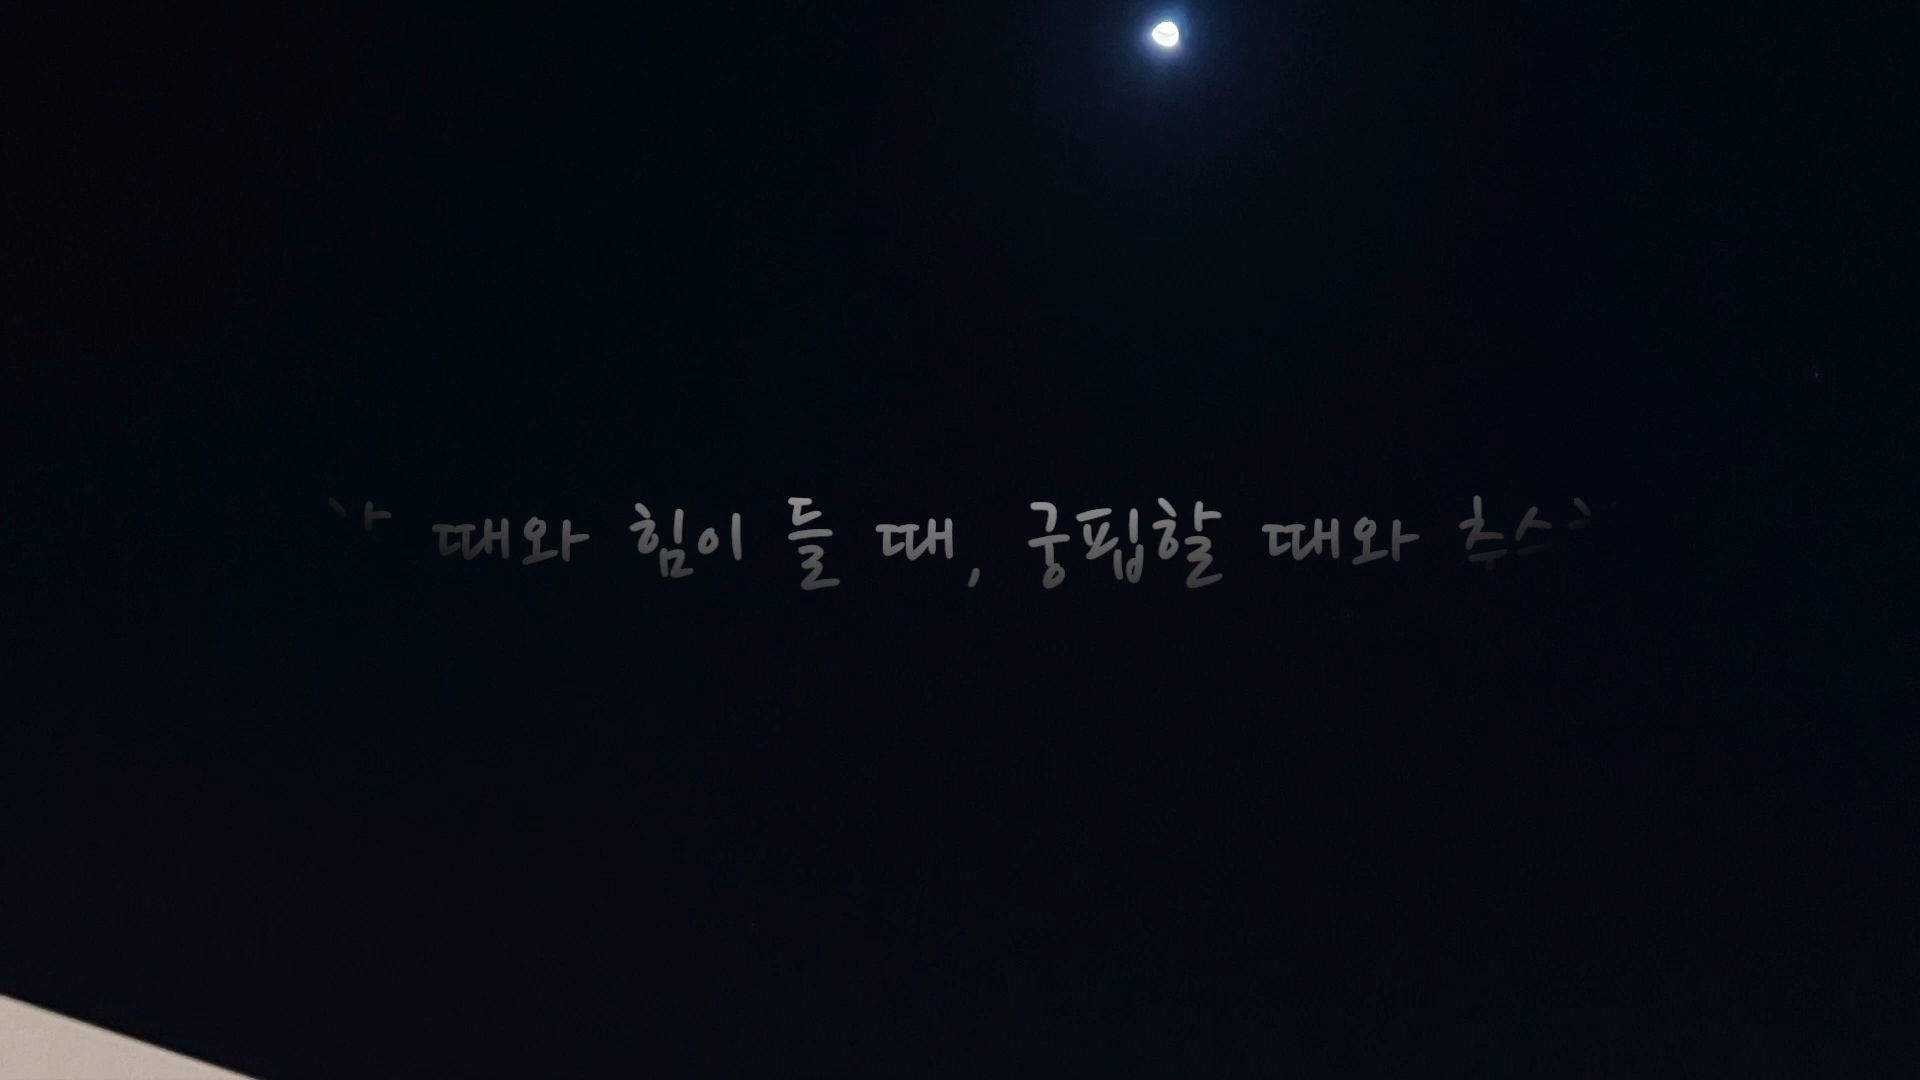 때와 힘이 들 때, 궁핍할 때와